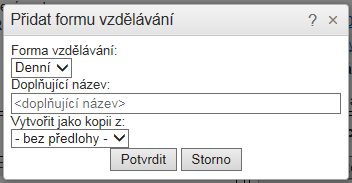 Přidat formu vzdělávání ? ×
Forma vzdělávání:
Denní
Doplňující název:
<doplňující název>
Vytvořit jako kopii z:
- bez předlohy -
Potvrdit Storno